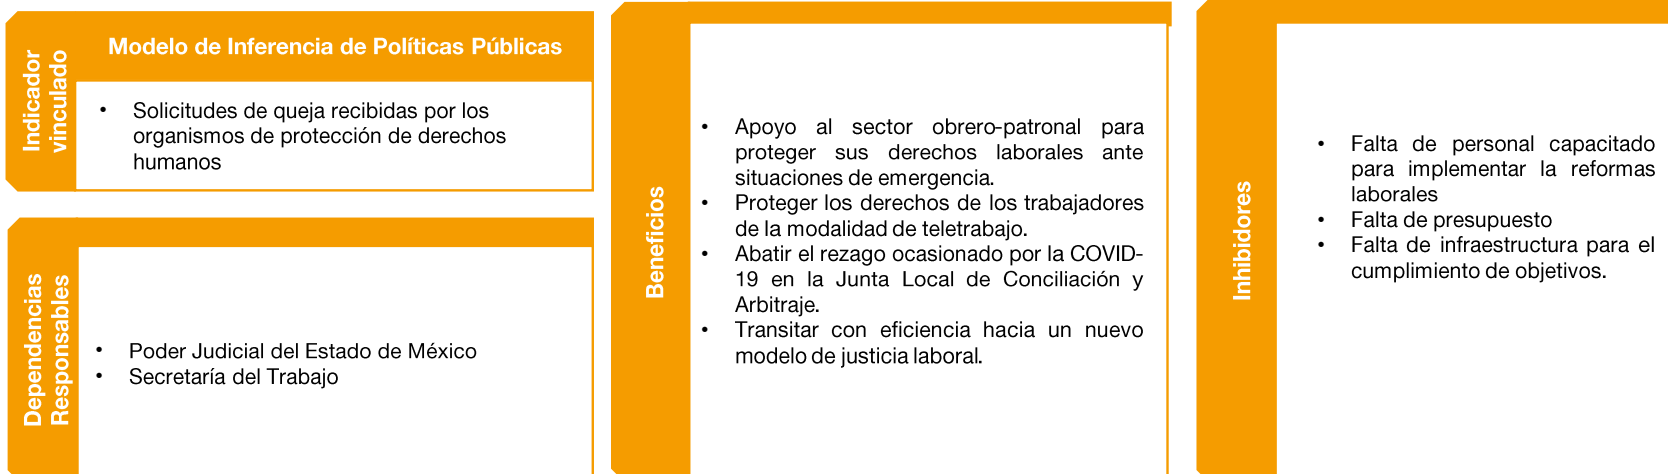 Indicador
vinculado
Modelo de Inferencia de Políticas Públicas
• Solicitudes de queja recibidas por los
organismos de protección de derechos
humanos
Dependencias
Responsables
• Poder Judicial del Estado de México
• Secretaría del Trabajo
Beneficios
• Apoyo al sector obrero-patronal para
proteger sus derechos laborales ante
situaciones de emergencia.
• Proteger los derechos de los trabajadores
de la modalidad de teletrabajo.
• Abatir el rezago ocasionado por la COVID-
19 en la Junta Local de Conciliación y
Arbitraje.
• Transitar con eficiencia hacia un nuevo
modelo de justicia laboral.
Inhibidores
• Falta de personal capacitado
para implementar la reformas
laborales
• Falta de presupuesto
• Falta de infraestructura para el
cumplimiento de objetivos.